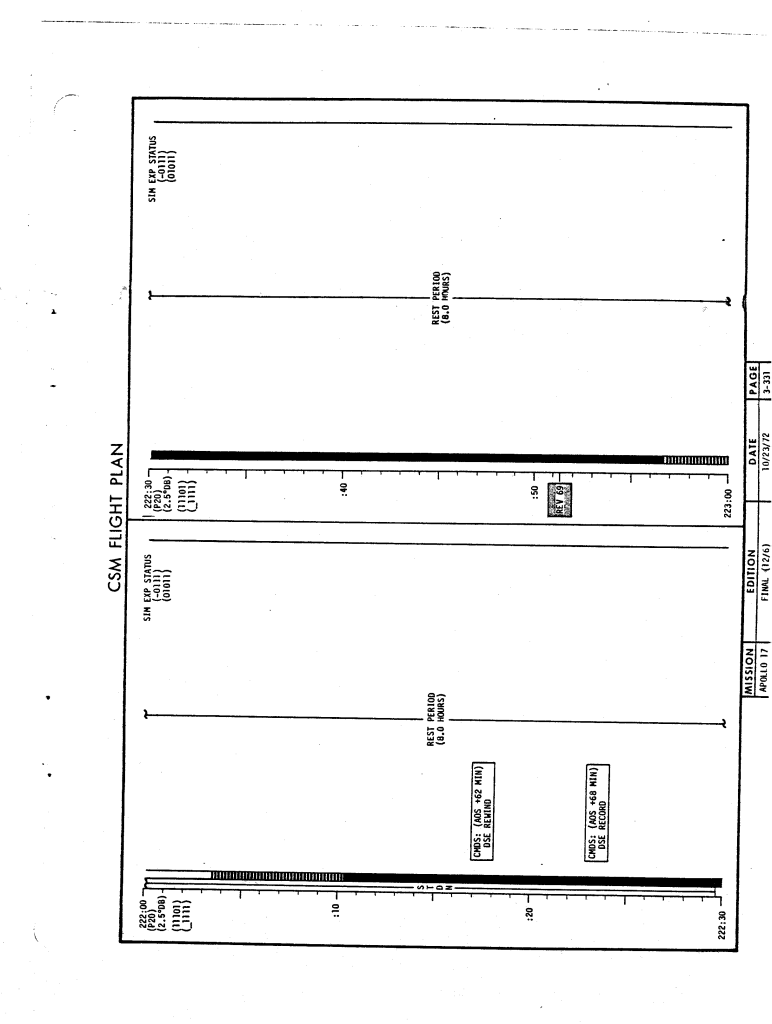 CSM FLIGHT PLAN
222:00
(P20)
(2.5°DB)
(11101)
(_1111)
:10
:20
222:30
STDN
CMDS: (AOS +62 MIN)
DSE REWIND
CMDS: (AOS +68 MIN)
DSE RECORD
REST PERIOD
(8.0 HOURS)
SIM EXP STATUS
(-0111)
(01011)
222:30
(P20)
(2.5°DB)
(11101)
(_1111)
:40
:50
REV 69
223:00
REST PERIOD
(8.0 HOURS)
SIM EXP STATUS
(-0111)
(01011)
MISSION EDITION DATE PAGE
APOLLO 17 FINAL (12/6) 10/23/72 3-331